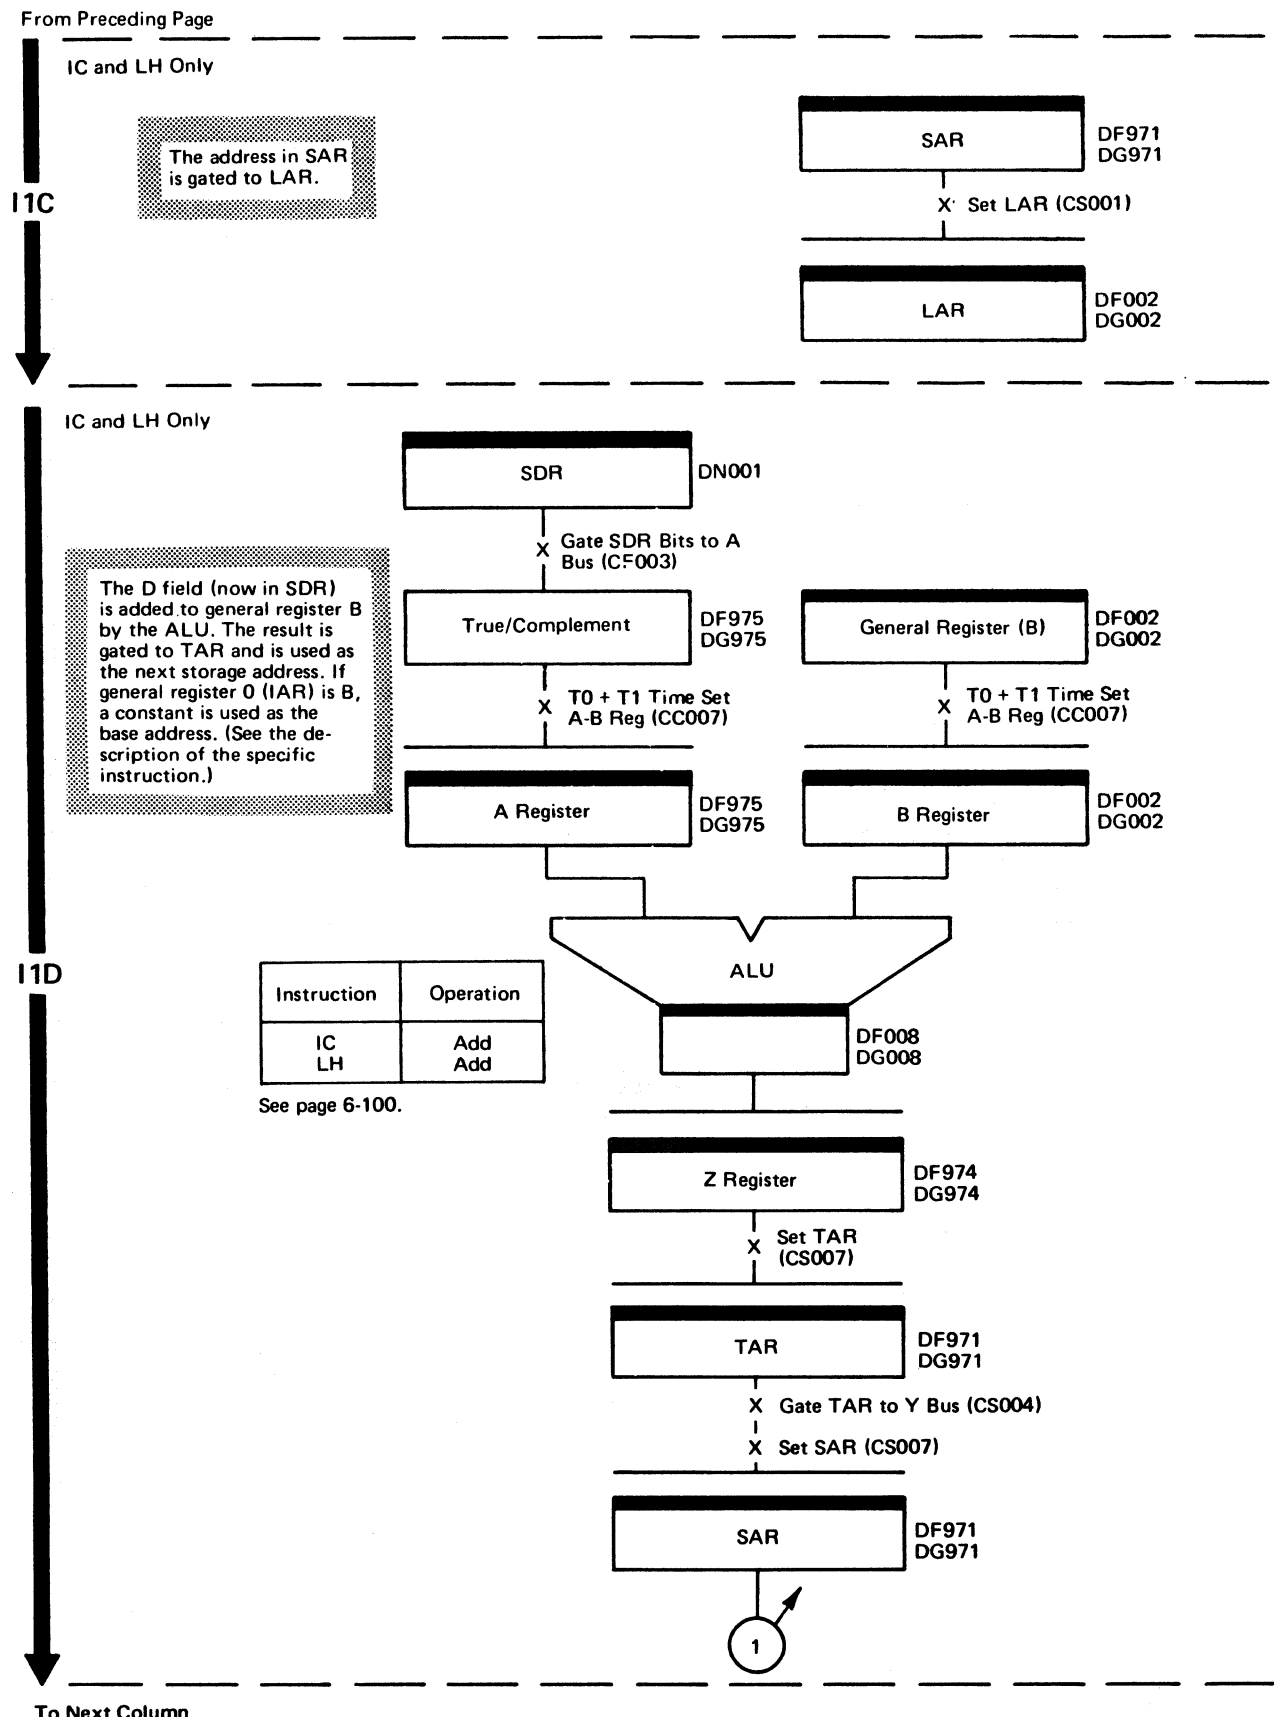 From Preceding Page
IC and LH Only
The address in SAR
is gated to LAR.
SAR
DF971
DG971
I1C
X Set LAR (CS001)
LAR
DF002
DG002
IC and LH Only
SDR
DN001
X Gate SDR Bits to A
Bus (CF003)
The D field (now in SDR)
is added to general register B
by the ALU. The result is
gated to TAR and is used as
the next storage address. If
general register 0 (IAR) is B,
a constant is used as the
base address. (See the de-
scription of the specific
instruction.)
True/Complement
DF975
DG975
General Register (B)
DF002
DG002
X T0 + T1 Time Set
A-B Reg (CC007)
X T0 + T1 Time Set
A-B Reg (CC007)
A Register
DF975
DG975
B Register
DF002
DG002
ALU
I1D
Instruction Operation
IC Add
LH Add
See page 6-100.
DF008
DG008
Z Register
DF974
DG974
X Set TAR
(CS007)
TAR
DF971
DG971
X Gate TAR to Y Bus (CS004)
X Set SAR (CS007)
SAR
DF971
DG971
1
To Next Column